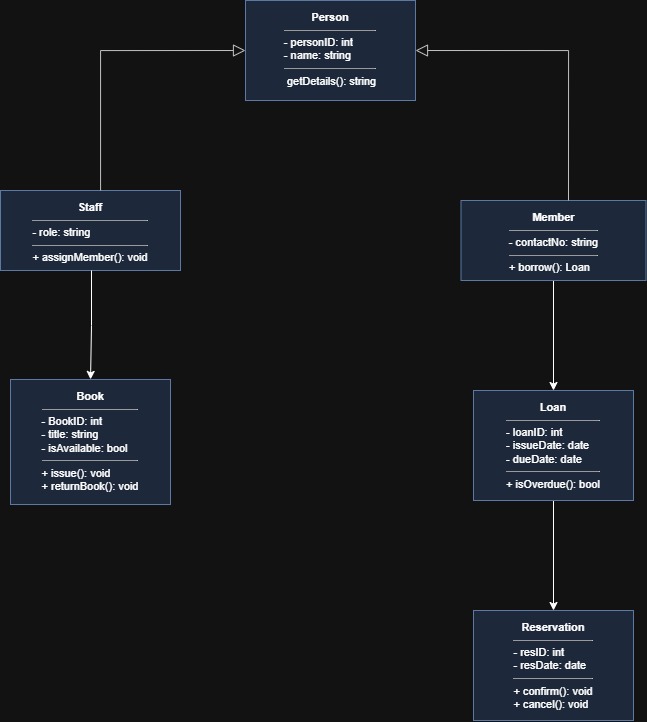 Person
- personID: int
- name: string
getDetails(): string
Staff
- role: string
+ assignMember(): void
Member
- contactNo: string
+ borrow(): Loan
Book
- BookID: int
- title: string
- isAvailable: bool
+ issue(): void
+ returnBook(): void
Loan
- loanID: int
- issueDate: date
- dueDate: date
+ isOverdue(): bool
Reservation
- resID: int
- resDate: date
+ confirm(): void
+ cancel(): void